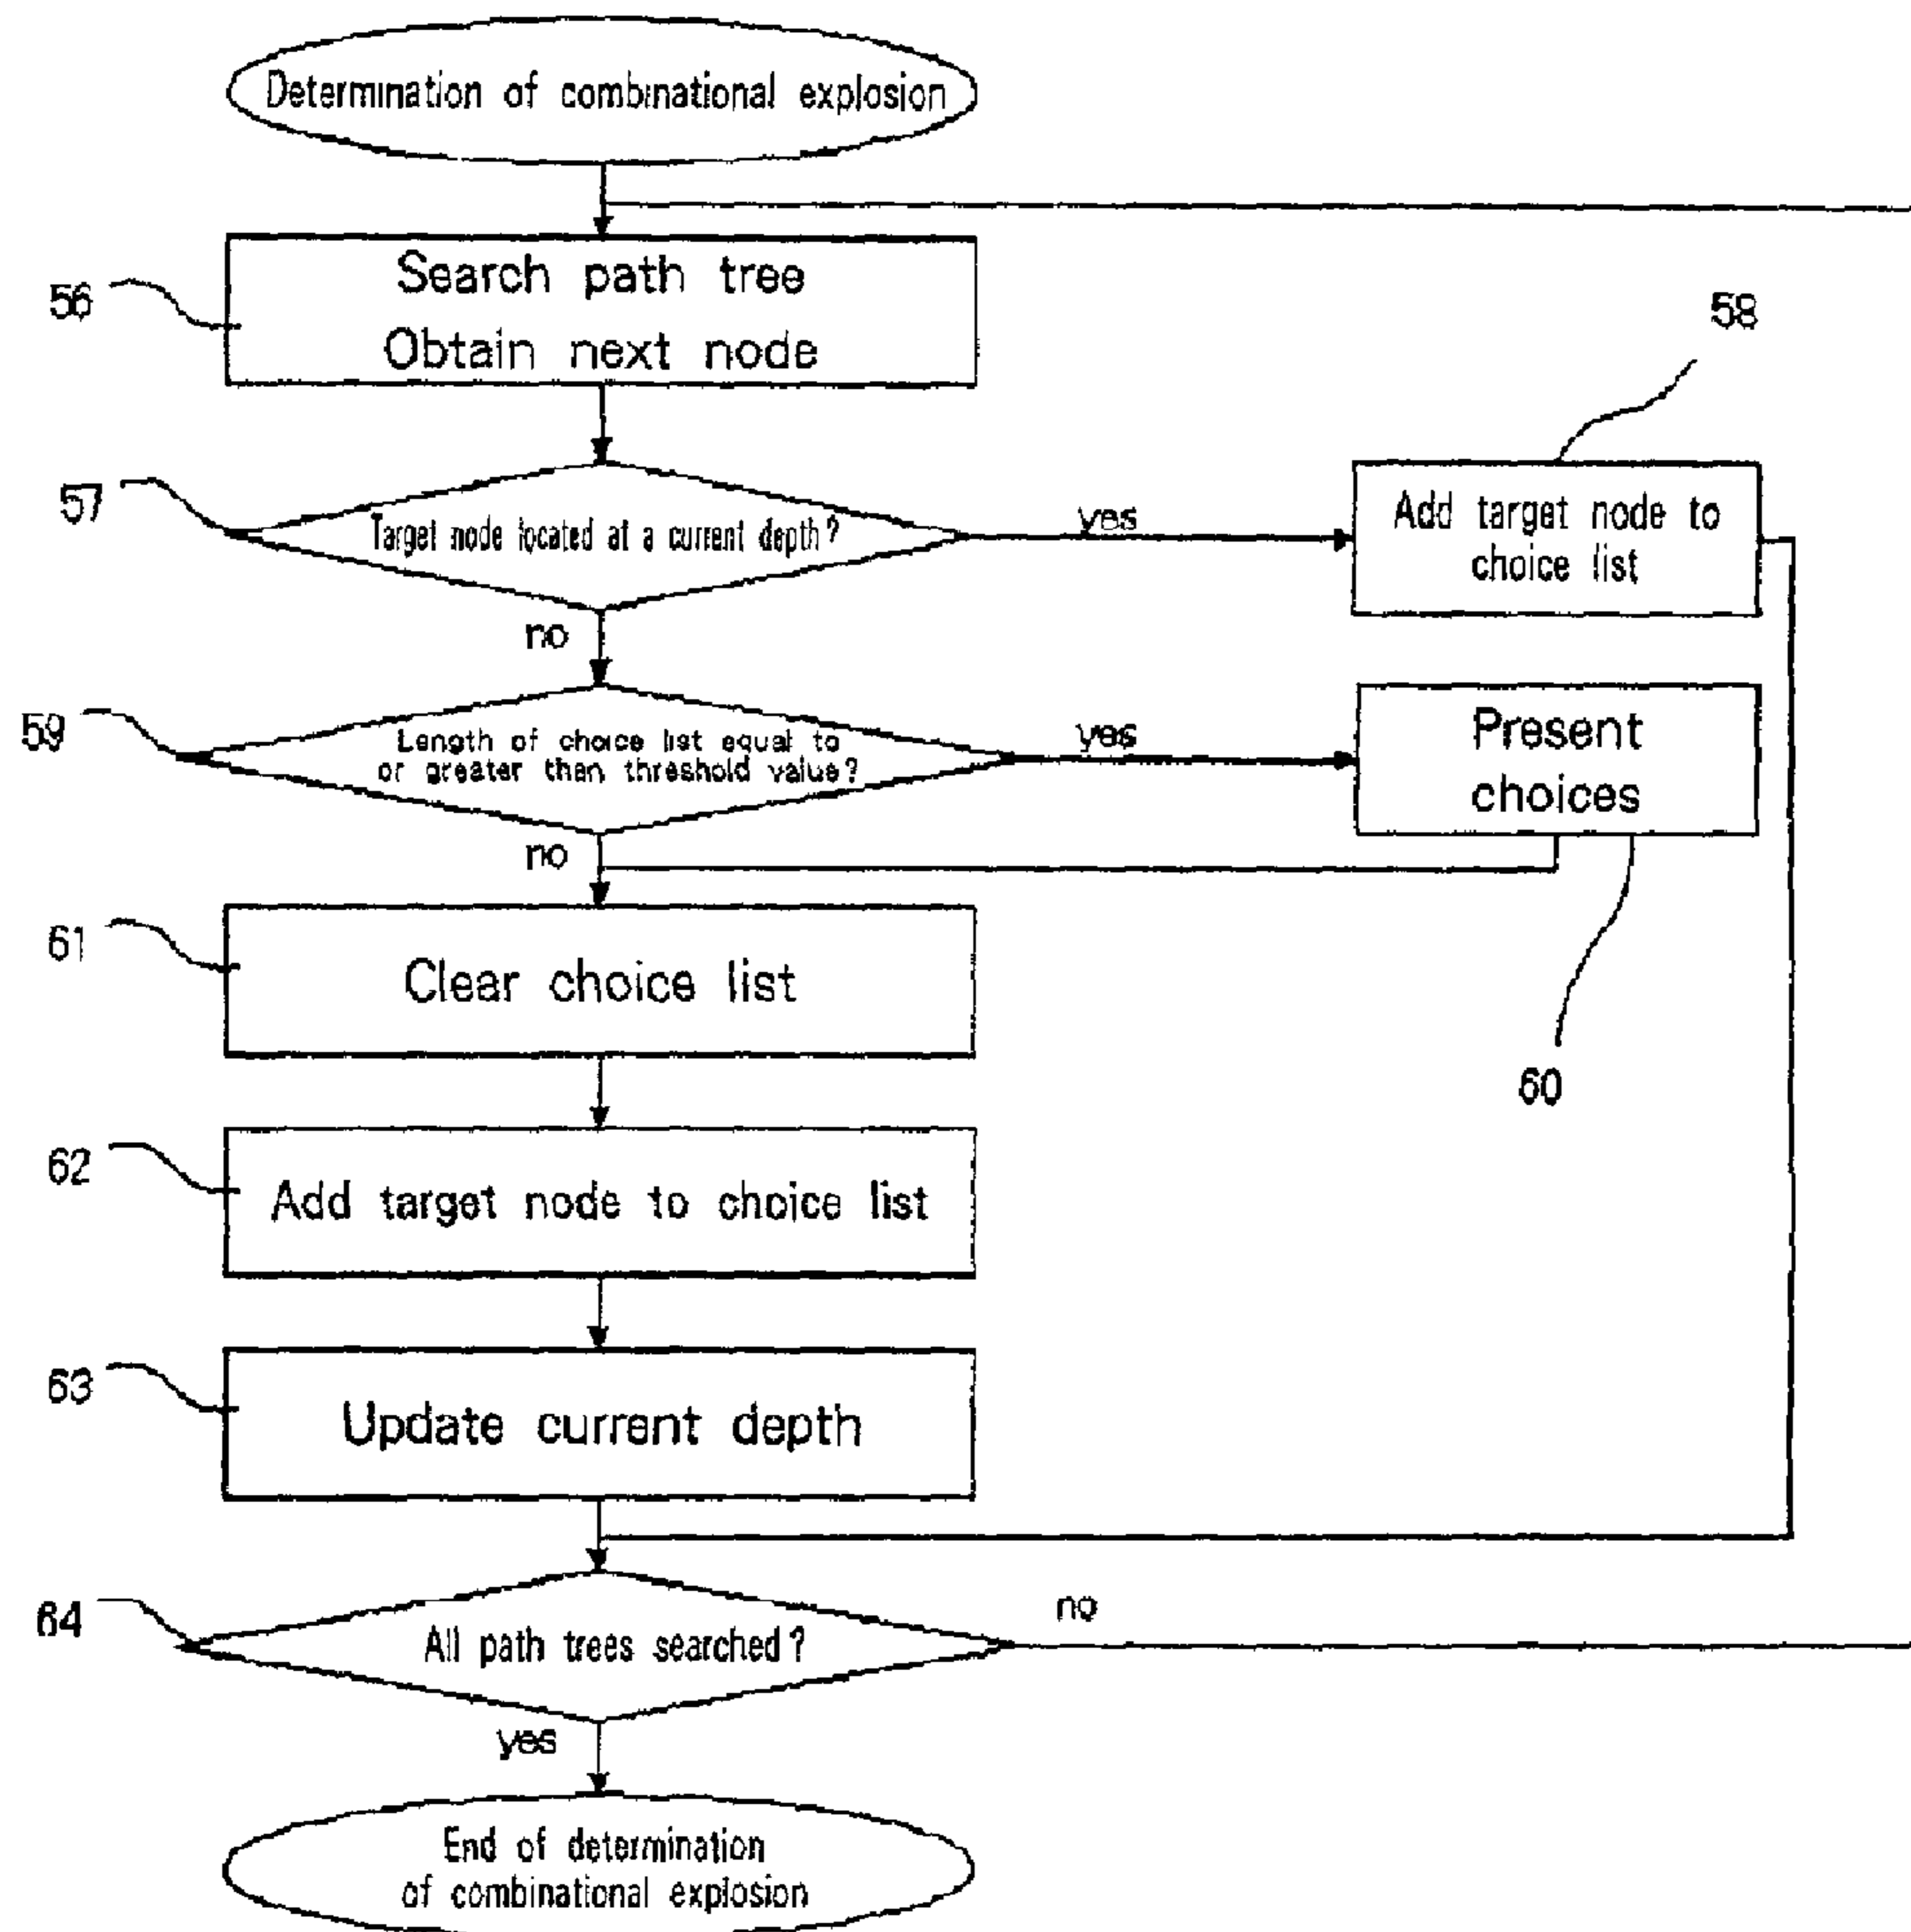 Determination of combinational explosion
56
Search path tree
Obtain next node
58
57
Target node located at a current depth?
yes
Add target node to
choice list
no
59
Length of choice list equal to
or greater than threshold value?
yes
Present
choices
no
61
Clear choice list
60
62
Add target node to choice list
63
Update current depth
64
All path trees searched?
no
yes
End of determination
of combinational explosion